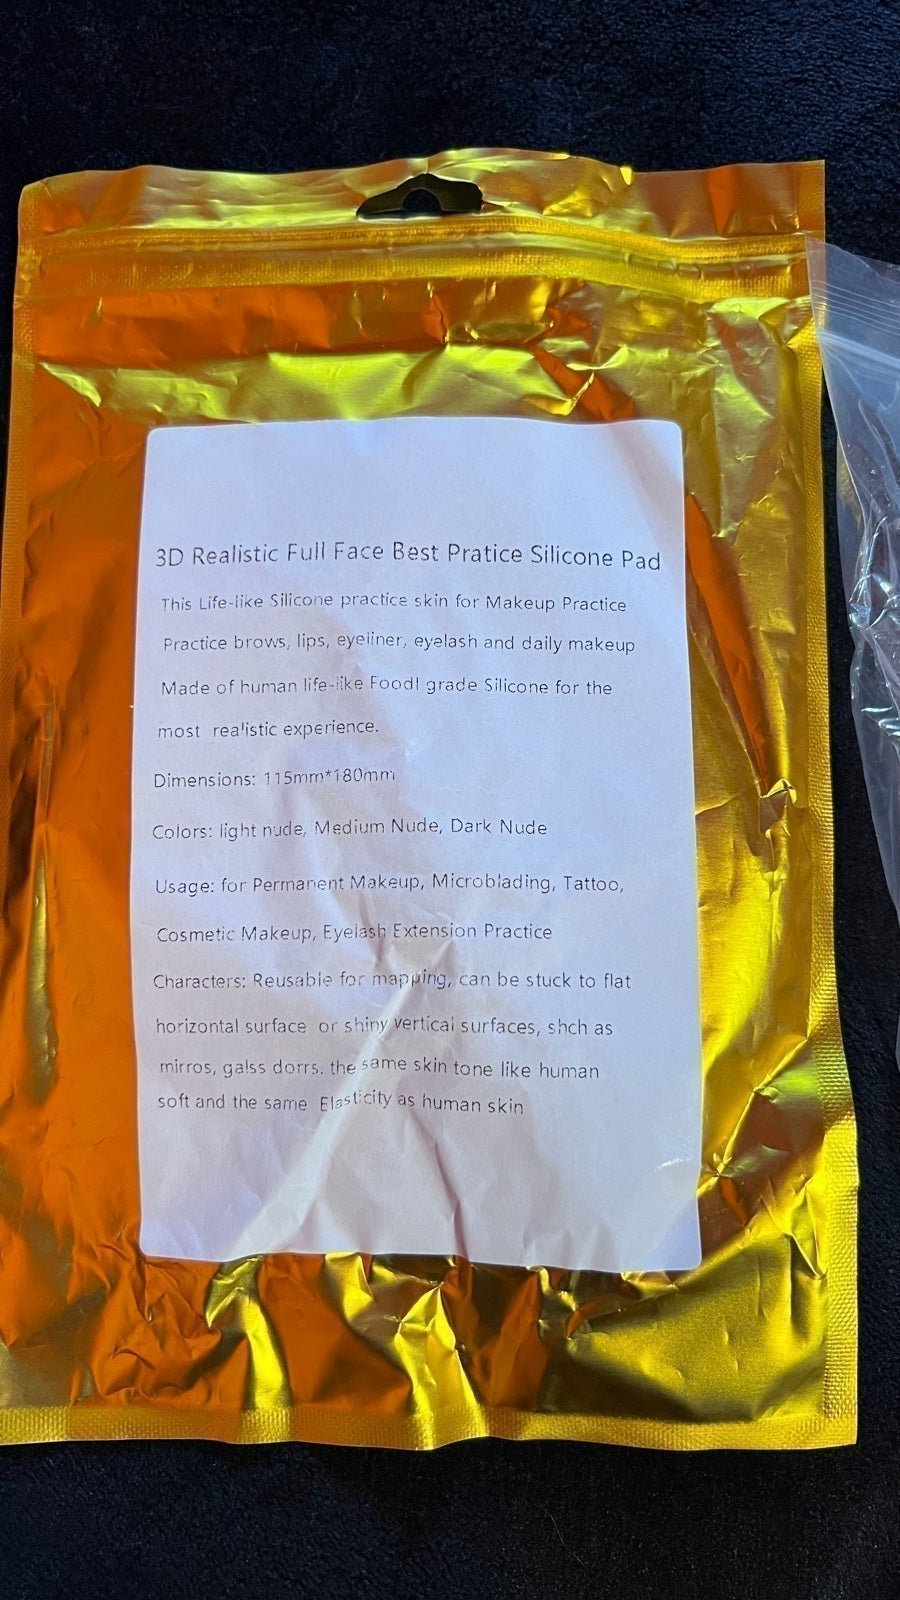 3D Realistic Full Face Best Pratice Silicone Pad
This Life-like Silicone practice skin for Makeup Practice
Practice brows, lips, eyeliner, eyelash and daily makeup
Made of human life-like Foodl grade Silicone for the
most realistic experience.
Dimensions: 115mm*180mm
Colors: light nude, Medium Nude, Dark Nude
Usage: for Permanent Makeup, Microblading, Tattoo,
Cosmetic Makeup, Eyelash Extension Practice
Characters: Reusable for mapping, can be stuck to flat
horizontal surface or shiny vertical surfaces, shch as
mirros, galss dorrs. the same skin tone like human
soft and the same Elasticity as human skin